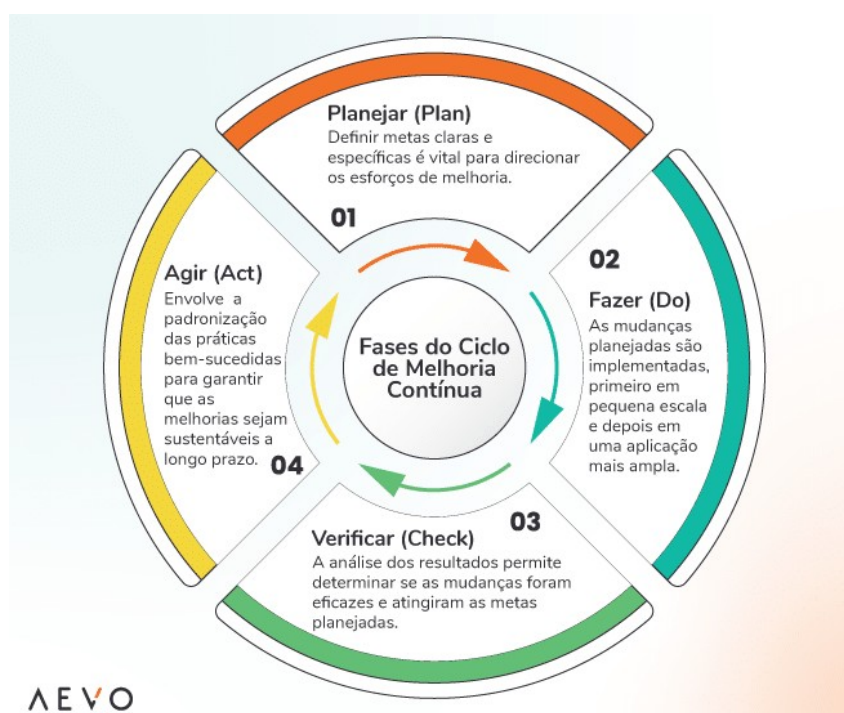 Planejar (Plan)
Definir metas claras e
específicas é vital para direcionar
os esforços de melhoria.
01
02
Fazer (Do)
As mudanças
planejadas são
implementadas,
primeiro em
pequena escala
e depois em
uma aplicação
mais ampla.
03
Verificar (Check)
A análise dos resultados permite
determinar se as mudanças foram
eficazes e atingiram as metas
planejadas.
Agir (Act)
Envolve a
padronização
das práticas
bem-sucedidas
para garantir
que as
melhorias sejam
sustentáveis a
longo prazo.
04
Fases do Ciclo
de Melhoria
Contínua
AEVO